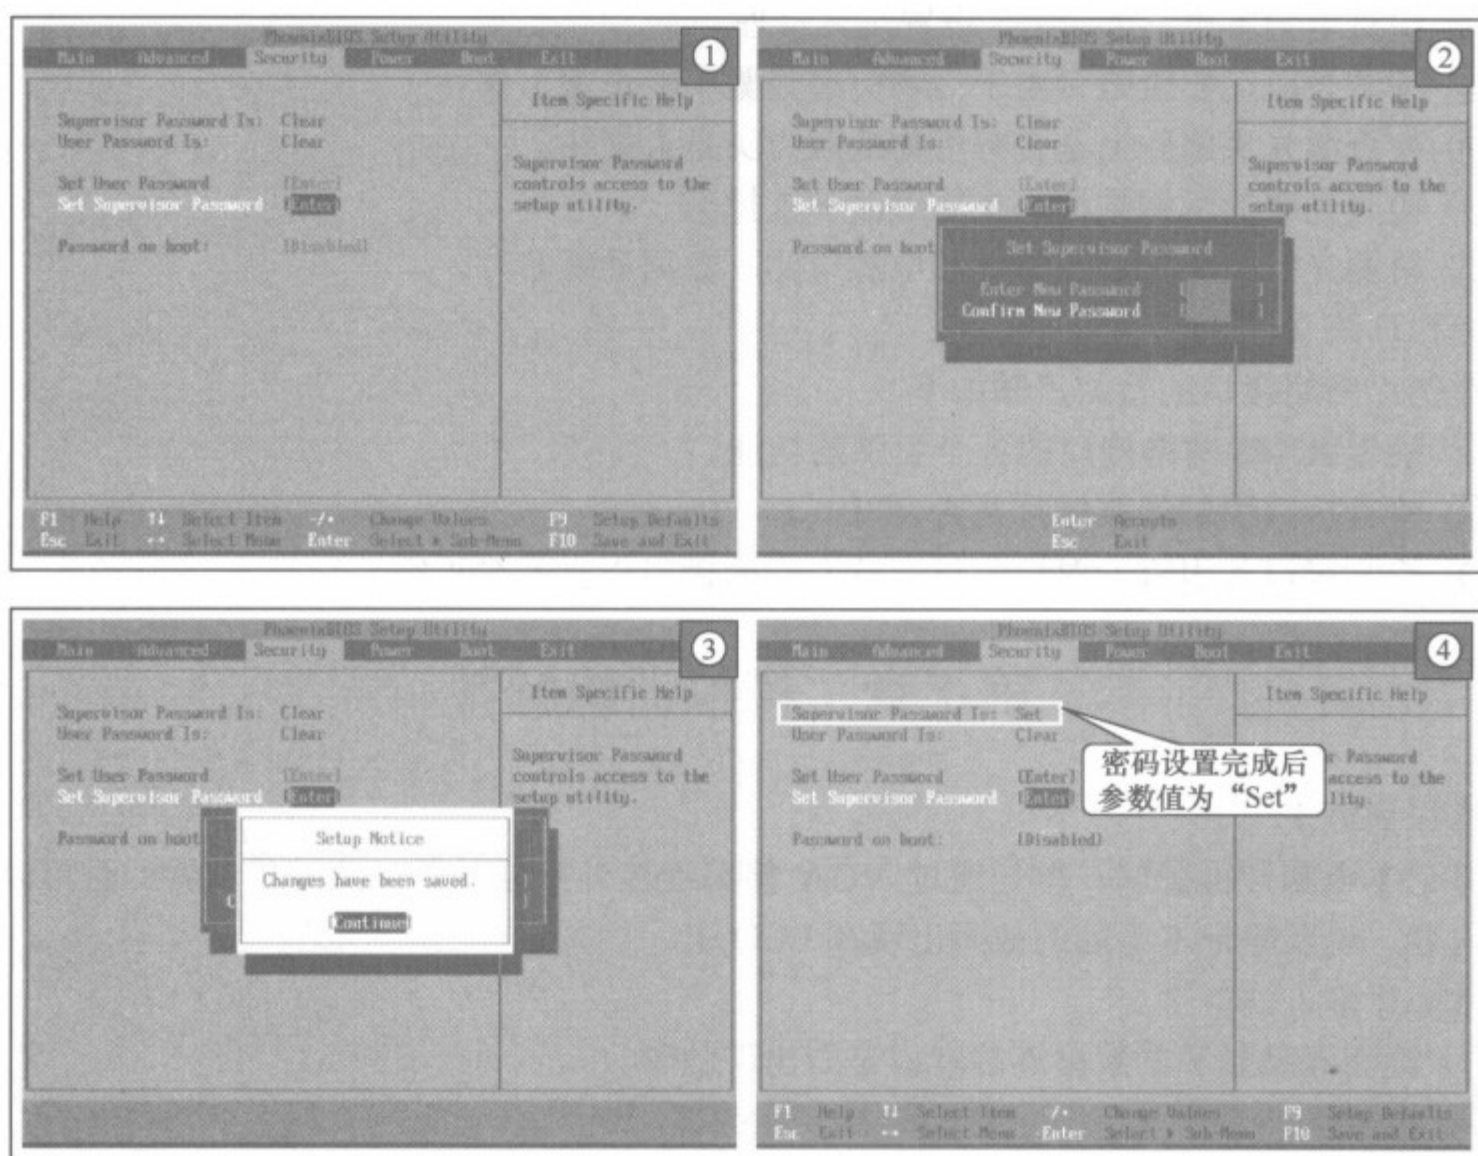 PhoenixBIOS Setup Utility
Main Advanced Security Power Boot Exit
①
Item Specific Help
Supervisor Password Is: Clear
User Password Is: Clear
Set User Password [Enter]
Set Supervisor Password [Enter]
Password on boot: [Disabled]
Supervisor Password
controls access to the
setup utility.
F1 Help ↑↓ Select Item -/+ Change Values F9 Setup Defaults
Esc Exit ↔ Select Menu Enter Select ▸ Sub-Menu F10 Save and Exit
PhoenixBIOS Setup Utility
Main Advanced Security Power Boot Exit
②
Item Specific Help
Supervisor Password Is: Clear
User Password Is: Clear
Set User Password [Enter]
Set Supervisor Password [Enter]
Password on boot
Supervisor Password
controls access to the
setup utility.
Set Supervisor Password
Enter New Password [ ]
Confirm New Password [ ]
Enter Accepts
Esc Exit
PhoenixBIOS Setup Utility
Main Advanced Security Power Boot Exit
③
Item Specific Help
Supervisor Password Is: Clear
User Password Is: Clear
Set User Password [Enter]
Set Supervisor Password [Enter]
Password on boot
Supervisor Password
controls access to the
setup utility.
Setup Notice
Changes have been saved.
[Continue]
PhoenixBIOS Setup Utility
Main Advanced Security Power Boot Exit
④
Item Specific Help
Supervisor Password Is: Set
User Password Is: Clear
Set User Password [Enter]
Set Supervisor Password [Enter]
Password on boot: [Disabled]
r Password
access to the
lity.
密码设置完成后
参数值为“Set”
F1 Help ↑↓ Select Item -/+ Change Values F9 Setup Defaults
Esc Exit ↔ Select Menu Enter Select ▸ Sub-Menu F10 Save and Exit